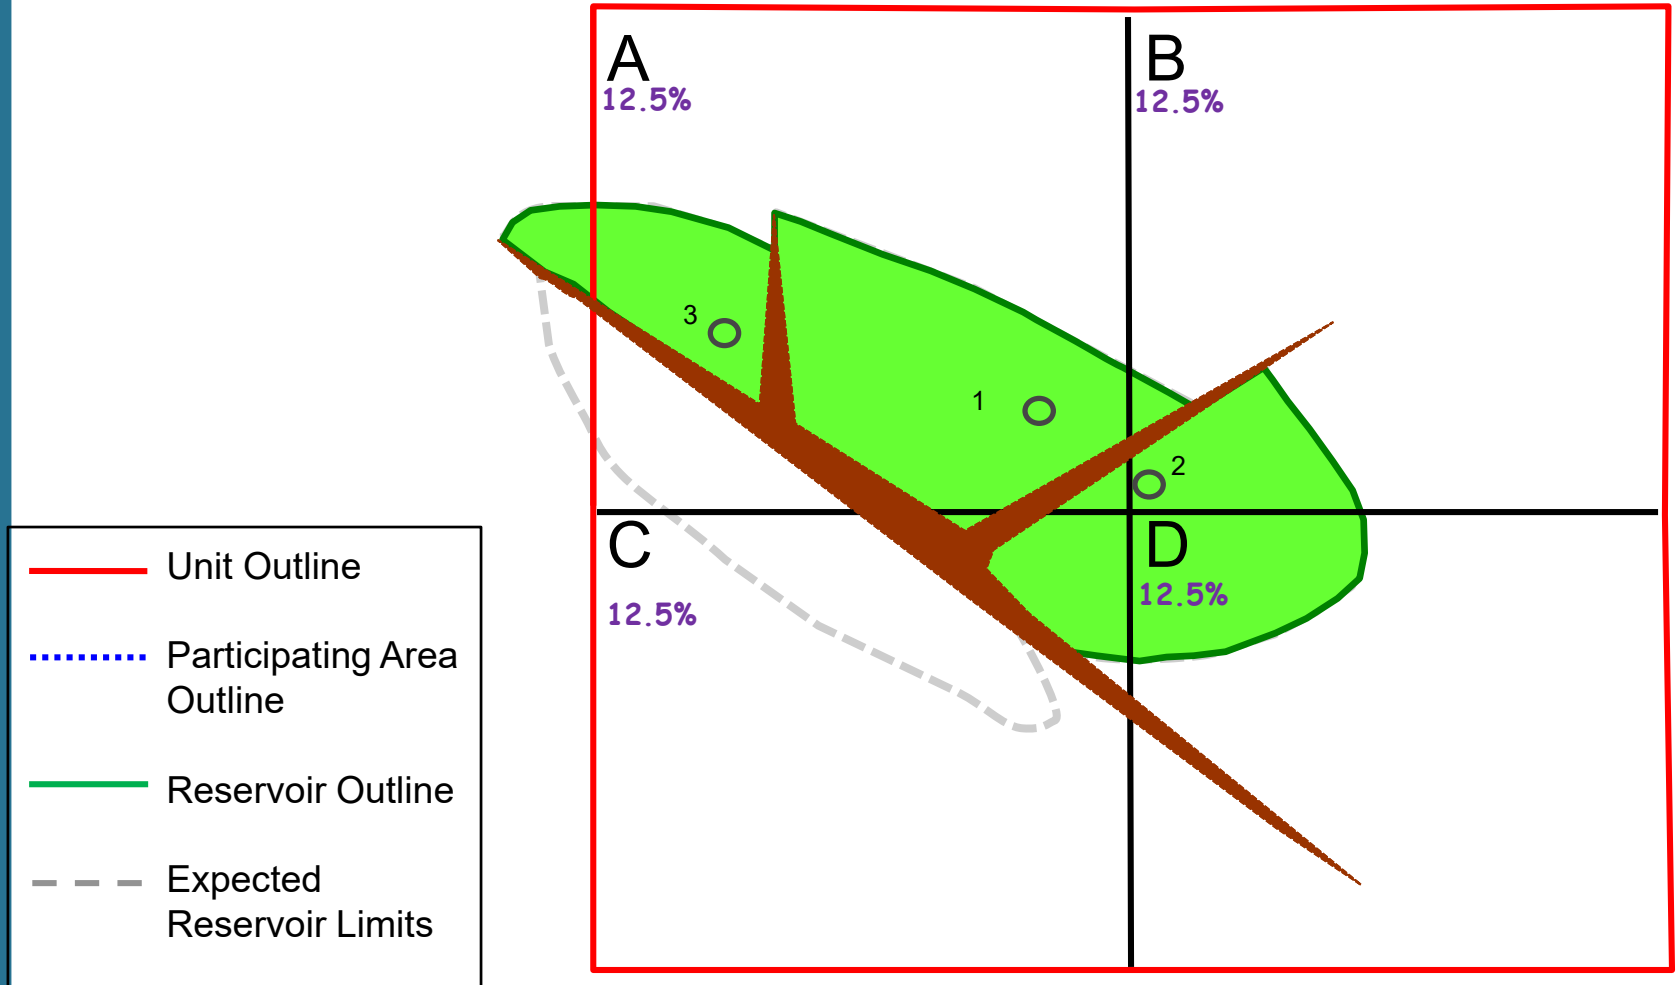 A
12.5%
B
12.5%
3
1
2
C
12.5%
D
12.5%
Unit Outline
Participating Area
Outline
Reservoir Outline
Expected
Reservoir Limits